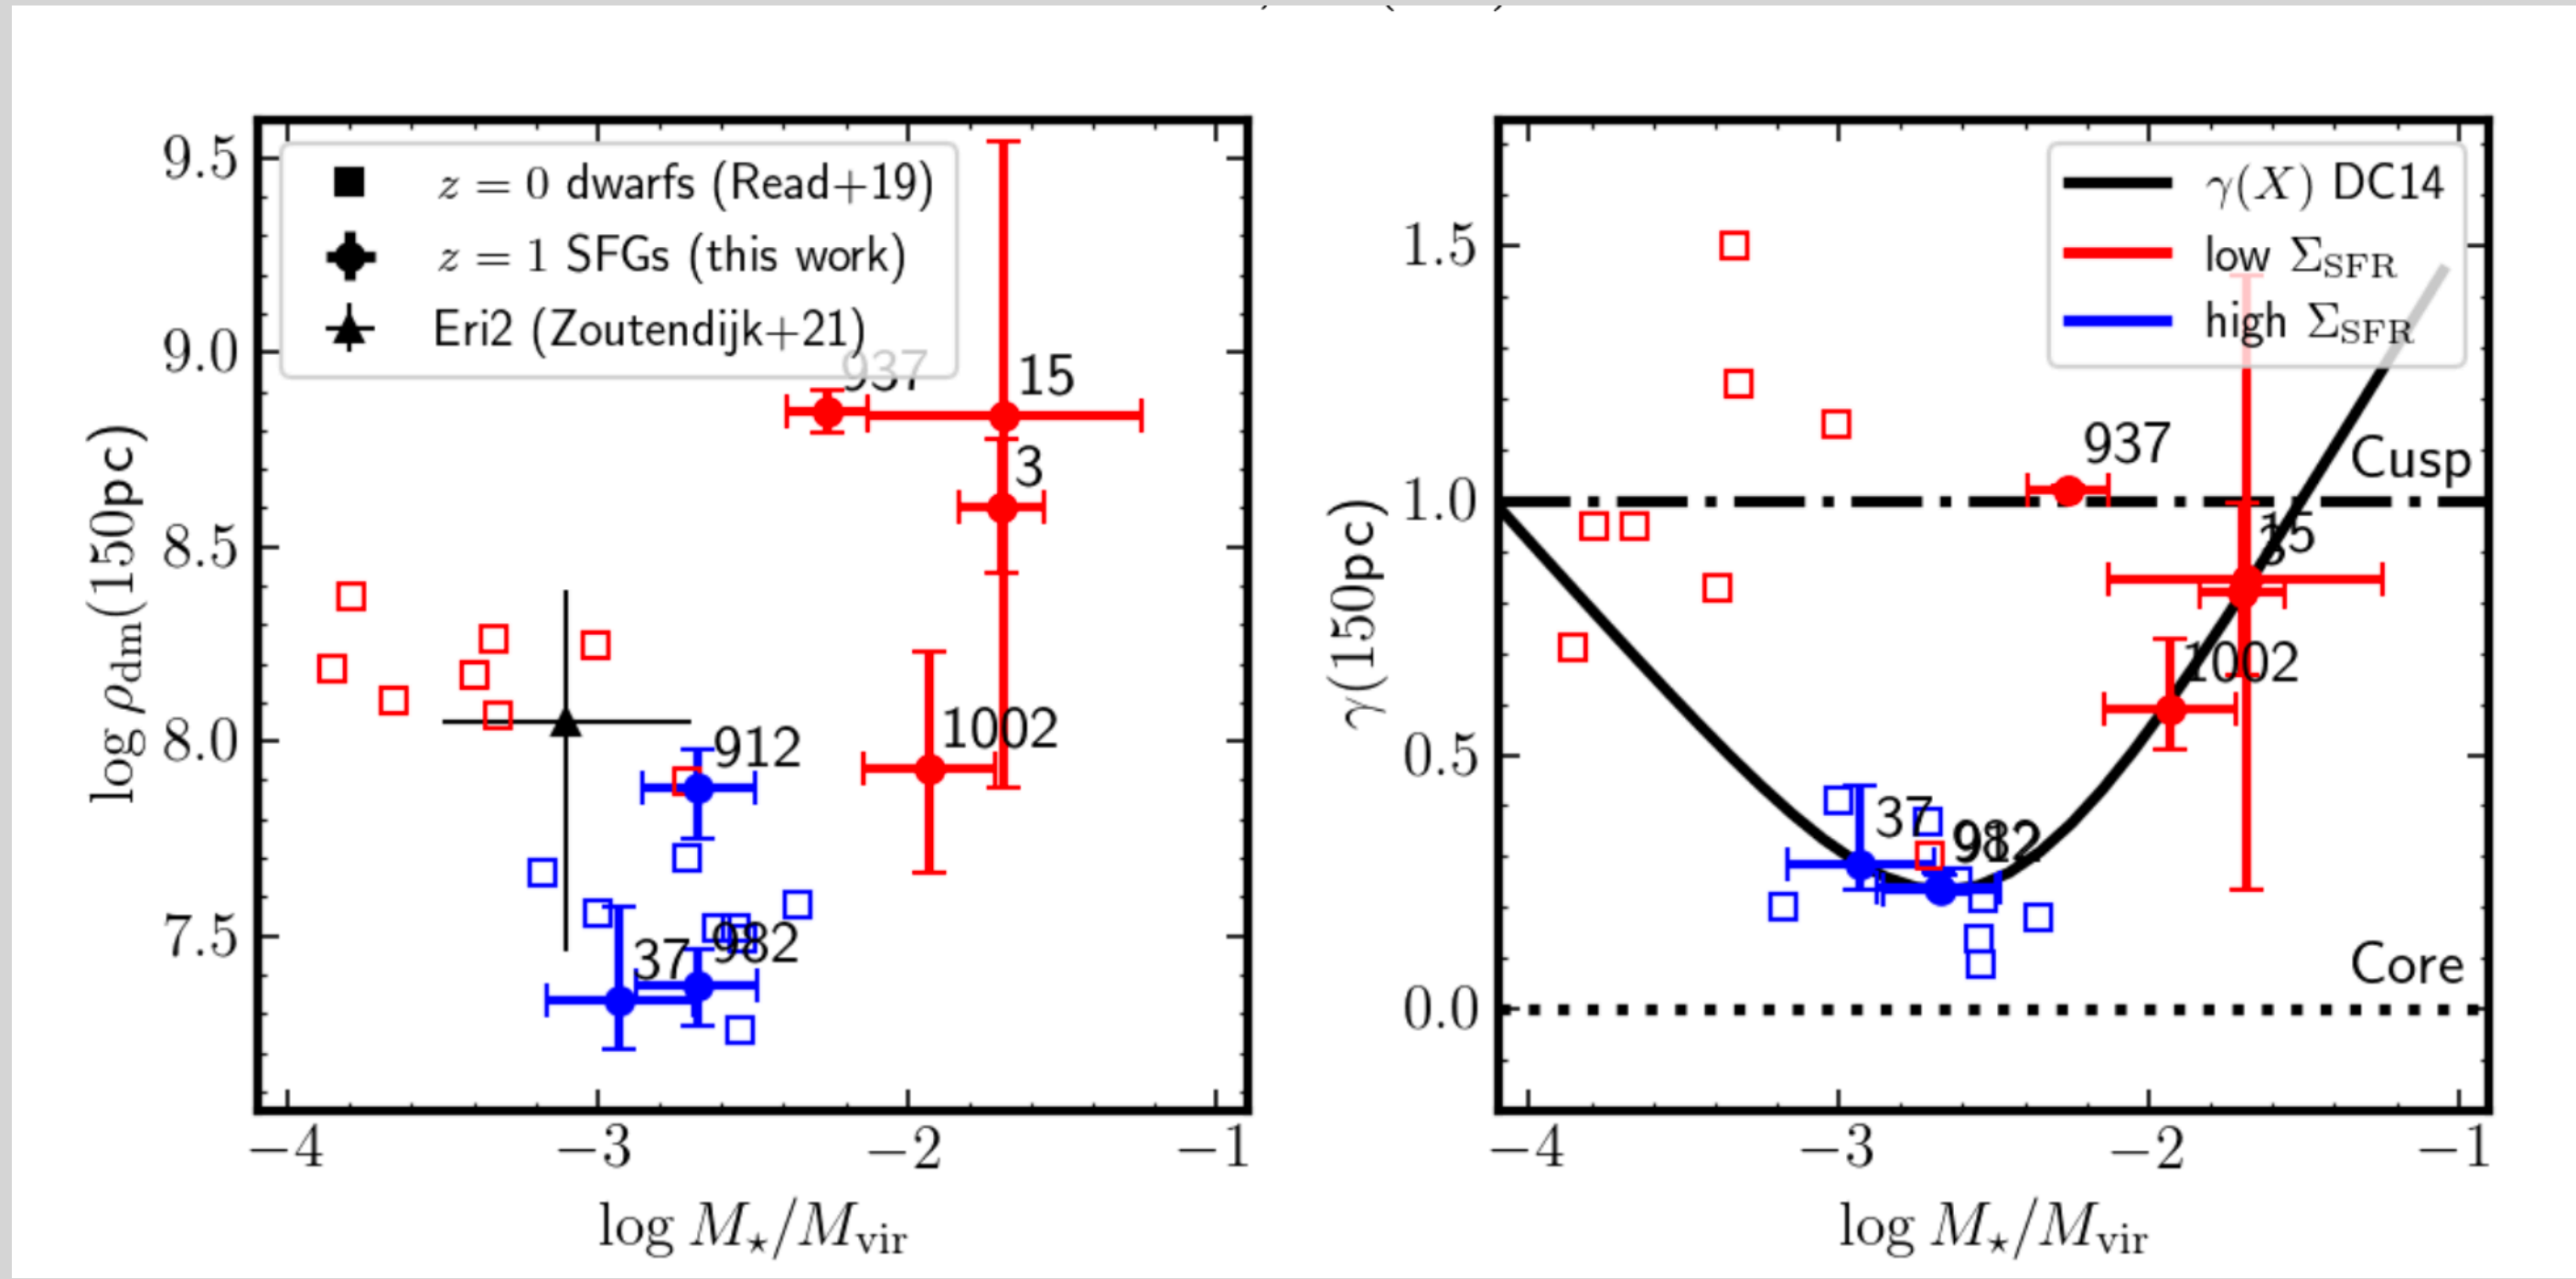 9.5
9.0
8.5
8.0
7.5
log ρdm(150pc)
z = 0 dwarfs (Read+19)
z = 1 SFGs (this work)
Eri2 (Zoutendijk+21)
937
15
3
1002
912
37
982
−4 −3 −2 −1
log M⋆/Mvir
1.5
1.0
0.5
0.0
γ(150pc)
γ(X) DC14
low ΣSFR
high ΣSFR
937
Cusp
15
3
1002
37
912
982
Core
−4 −3 −2 −1
log M⋆/Mvir